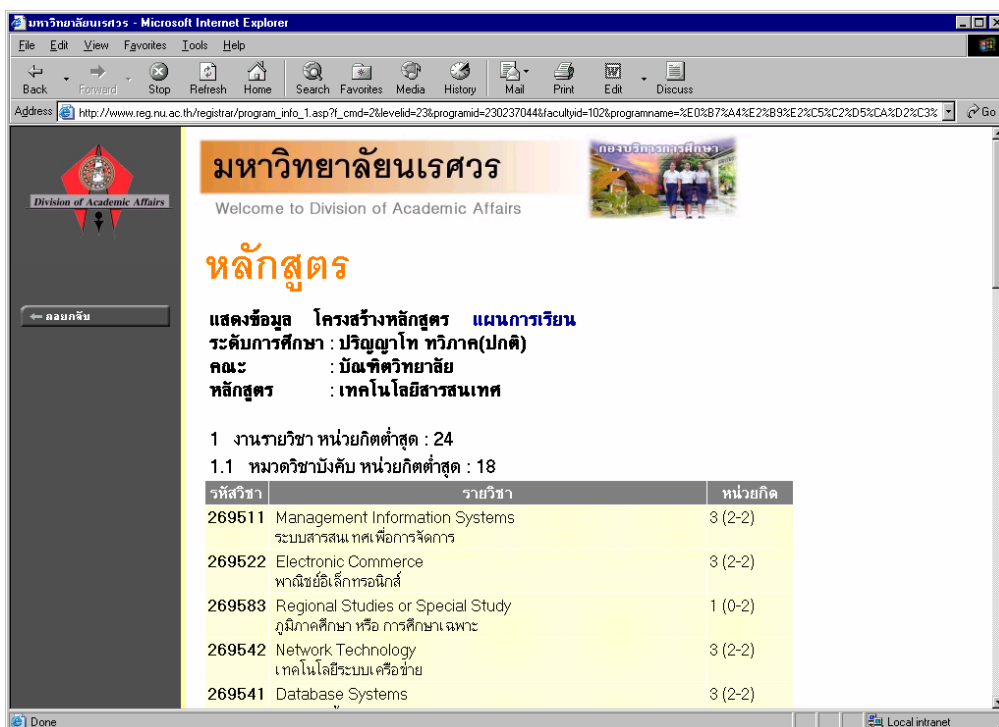 มหาวิทยาลัยนเรศวร - Microsoft Internet Explorer
File Edit View Favorites Tools Help
Back Forward Stop Refresh Home Search Favorites Media History Mail Print Edit Discuss
Address http://www.reg.nu.ac.th/registrar/program_info_1.asp?f_cmd=2&levelid=23&programid=230237044&facultyid=102&programname=%E0%B7%A4%E2%B9%E2%C5%C2%D5%CA%D2%C3% Go
Division of Academic Affairs
มหาวิทยาลัยนเรศวร
กองบริการการศึกษา
Welcome to Division of Academic Affairs
หลักสูตร
ถอยกลับ
แสดงข้อมูล โครงสร้างหลักสูตร แผนการเรียน
ระดับการศึกษา : ปริญญาโท ทวิภาค(ปกติ)
คณะ : บัณฑิตวิทยาลัย
หลักสูตร : เทคโนโลยีสารสนเทศ
1 งานรายวิชา หน่วยกิตต่ำสุด : 24
1.1 หมวดวิชาบังคับ หน่วยกิตต่ำสุด : 18
รหัสวิชา รายวิชา หน่วยกิด
269511 Management Information Systems 3 (2-2)
ระบบสารสนเทศเพื่อการจัดการ
269522 Electronic Commerce 3 (2-2)
พาณิชย์อิเล็กทรอนิกส์
269583 Regional Studies or Special Study 1 (0-2)
ภูมิภาคศึกษา หรือ การศึกษาเฉพาะ
269542 Network Technology 3 (2-2)
เทคโนโลยีระบบเครือข่าย
269541 Database Systems 3 (2-2)
Done Local intranet